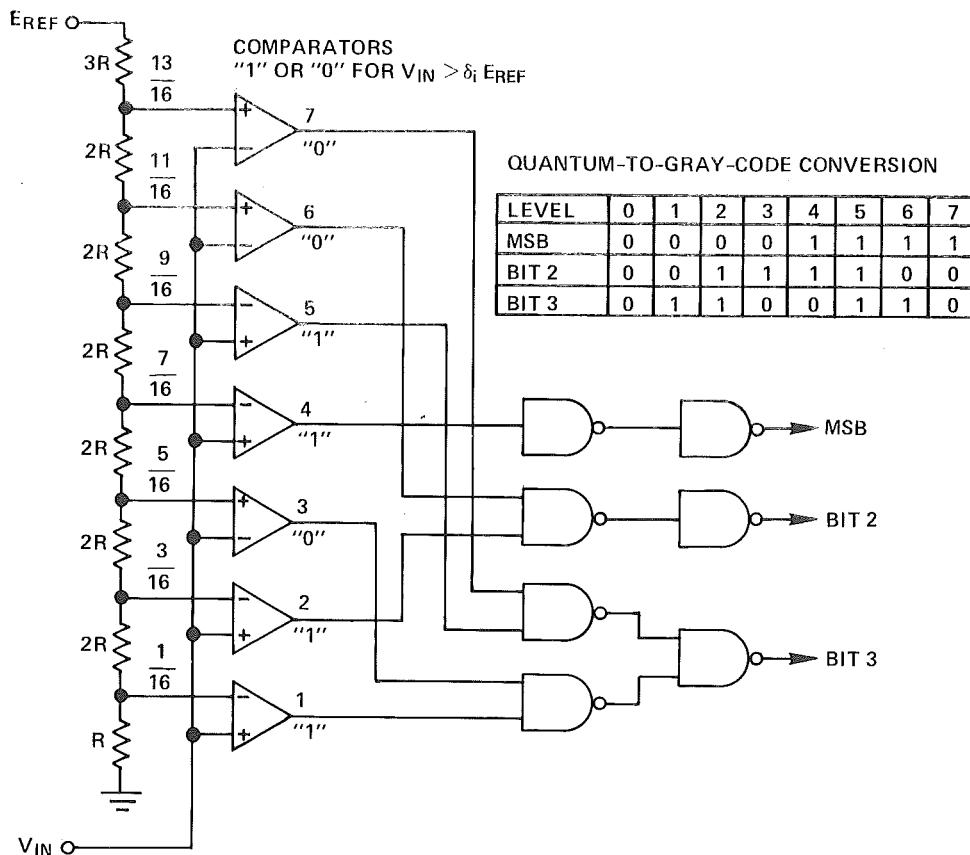 EREF
COMPARATORS
"1" OR "0" FOR VIN > δi EREF
3R
13
16
+
−
7
"0"
2R
11
16
+
−
6
"0"
2R
9
16
−
+
5
"1"
2R
7
16
−
+
4
"1"
2R
5
16
+
−
3
"0"
2R
3
16
−
+
2
"1"
2R
1
16
−
+
1
"1"
R
VIN
QUANTUM-TO-GRAY-CODE CONVERSION
LEVEL 0 1 2 3 4 5 6 7
MSB 0 0 0 0 1 1 1 1
BIT 2 0 0 1 1 1 1 0 0
BIT 3 0 1 1 0 0 1 1 0
MSB
BIT 2
BIT 3